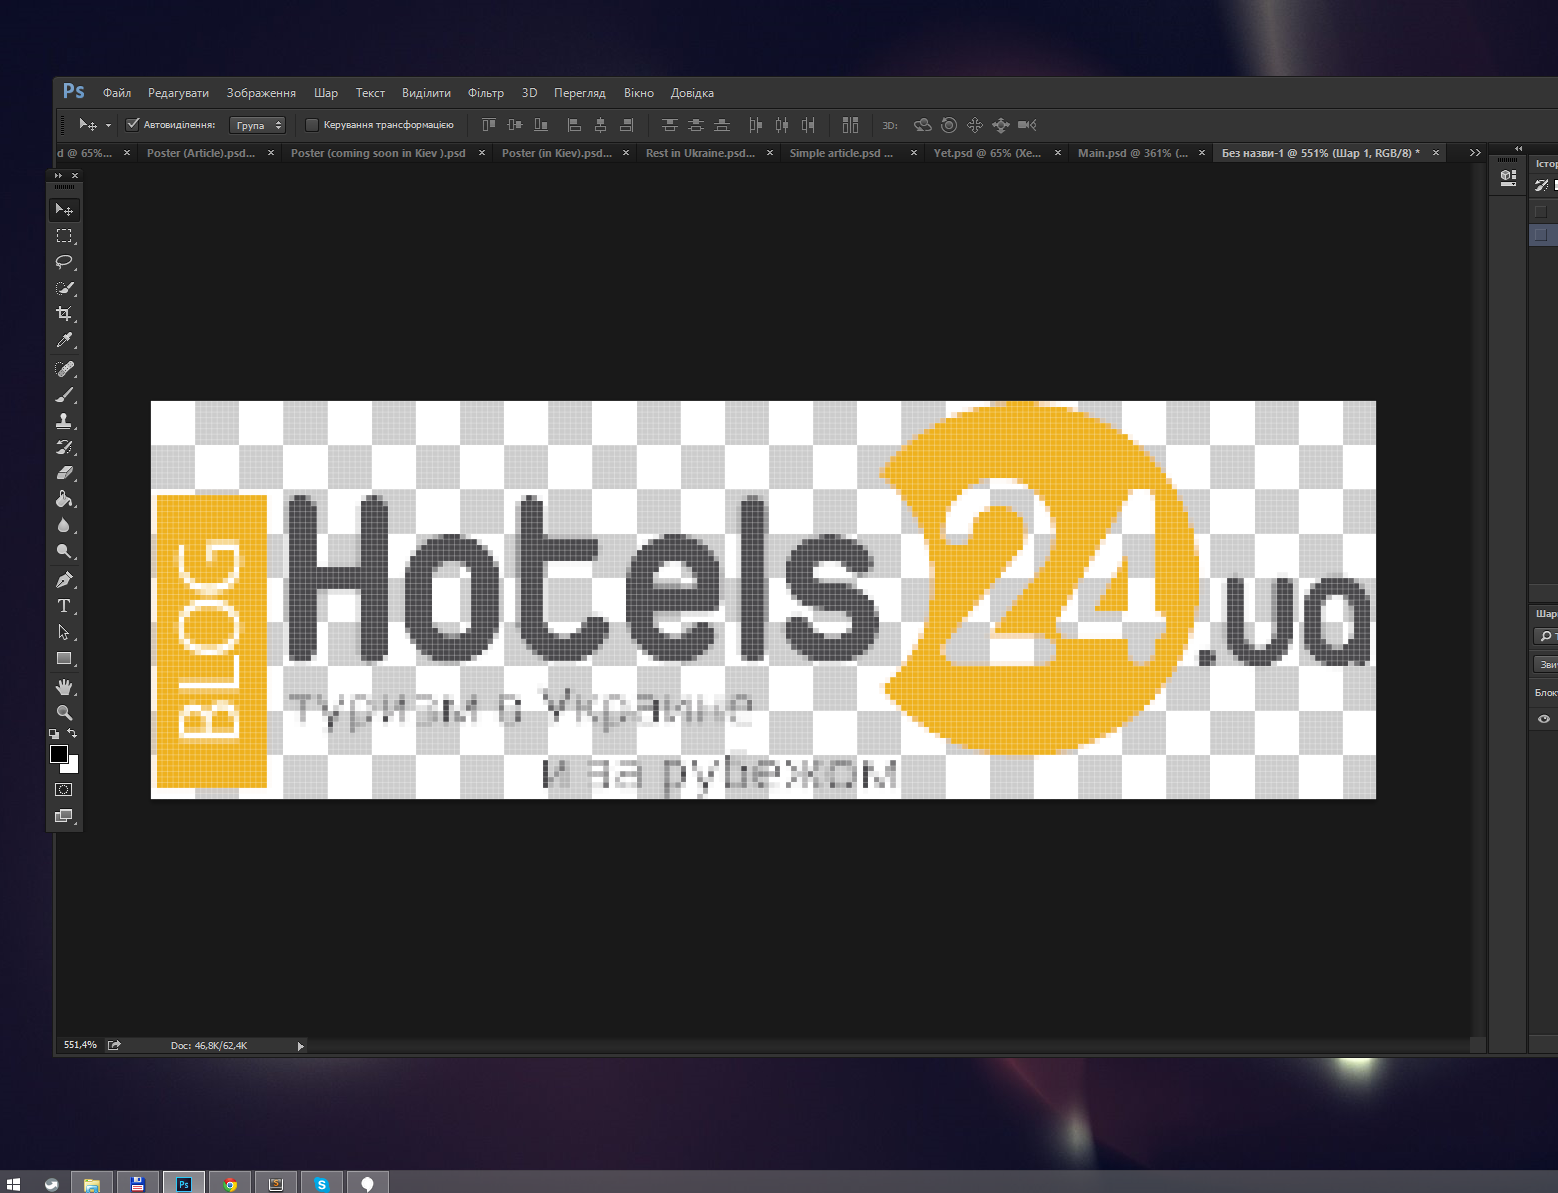 Ps Файл Редагувати Зображення Шар Текст Виділити Фільтр 3D Перегляд Вікно Довідка
Автовиділення: Група Керування трансформацією 3D:
d @ 65%... Poster (Article).psd... Poster (coming soon in Kiev ).psd Poster (in Kiev).psd... Rest in Ukraine.psd... Simple article.psd ... Yet.psd @ 65% (Xe... Main.psd @ 361% (... Без назви-1 @ 551% (Шар 1, RGB/8) *
Істор
BLOG
Hotels24.ua
туризм в Украине
и за рубежом
Шар
Т
Зви
Блок
551,4% Doc: 46,8K/62,4K
Ps S S